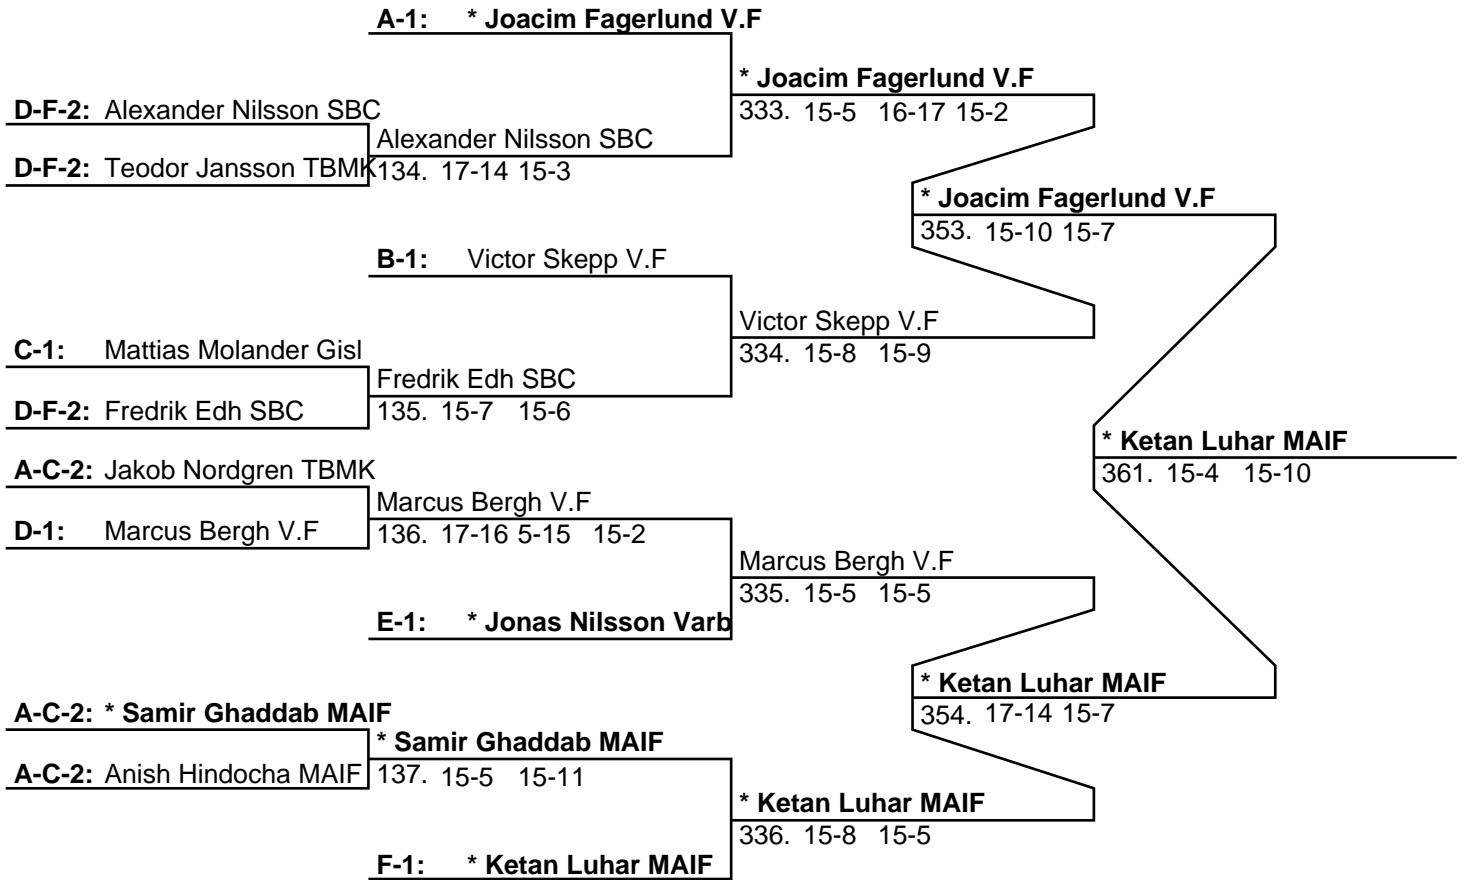 A-1: * Joacim Fagerlund V.F
* Joacim Fagerlund V.F
D-F-2: Alexander Nilsson SBC
333. 15-5 16-17 15-2
Alexander Nilsson SBC
D-F-2: Teodor Jansson TBMK
134. 17-14 15-3
* Joacim Fagerlund V.F
353. 15-10 15-7
B-1: Victor Skepp V.F
Victor Skepp V.F
C-1: Mattias Molander Gisl
334. 15-8 15-9
Fredrik Edh SBC
D-F-2: Fredrik Edh SBC
135. 15-7 15-6
* Ketan Luhar MAIF
A-C-2: Jakob Nordgren TBMK
361. 15-4 15-10
Marcus Bergh V.F
D-1: Marcus Bergh V.F
136. 17-16 5-15 15-2
Marcus Bergh V.F
335. 15-5 15-5
E-1: * Jonas Nilsson Varb
* Ketan Luhar MAIF
A-C-2: * Samir Ghaddab MAIF
354. 17-14 15-7
* Samir Ghaddab MAIF
A-C-2: Anish Hindocha MAIF
137. 15-5 15-11
* Ketan Luhar MAIF
336. 15-8 15-5
F-1: * Ketan Luhar MAIF